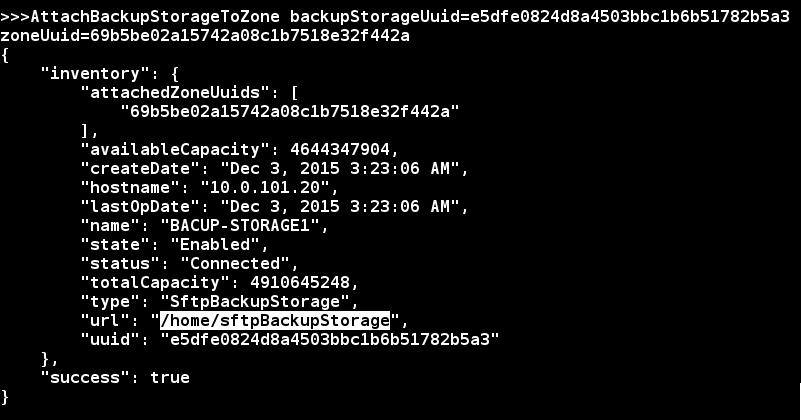 >>>AttachBackupStorageToZone backupStorageUuid=e5dfe0824d8a4503bbc1b6b51782b5a3
zoneUuid=69b5be02a15742a08c1b7518e32f442a
{
    "inventory": {
        "attachedZoneUuids": [
            "69b5be02a15742a08c1b7518e32f442a"
        ],
        "availableCapacity": 4644347904,
        "createDate": "Dec 3, 2015 3:23:06 AM",
        "hostname": "10.0.101.20",
        "lastOpDate": "Dec 3, 2015 3:23:06 AM",
        "name": "BACUP-STORAGE1",
        "state": "Enabled",
        "status": "Connected",
        "totalCapacity": 4910645248,
        "type": "SftpBackupStorage",
        "url": "/home/sftpBackupStorage",
        "uuid": "e5dfe0824d8a4503bbc1b6b51782b5a3"
    },
    "success": true
}